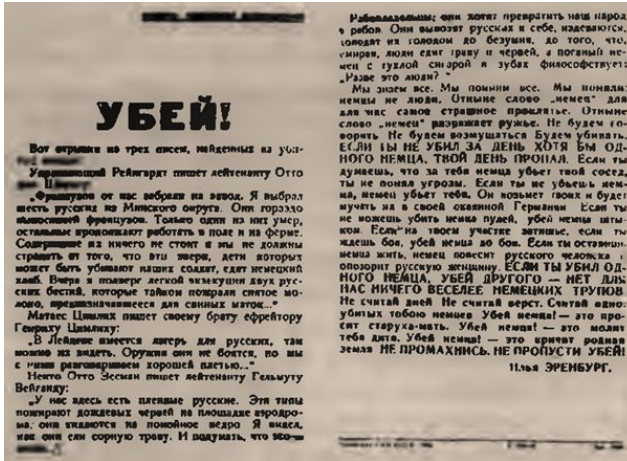 УБЕЙ!
Вот отрывки из трех писем, найденных на
Управляющий Рейнгардт пишет лейтенанту Отто
„Французов от нас забрали на завод. Я выбрал
шесть русских из Минского округа. Они гораздо
французов. Только один из них умер,
остальные продолжают работать в поле и на ферме.
Содержание их ничего не стоит и мы не должны
страдать от того, что эти звери, дети которых
может быть убивают наших солдат, едят немецкий
хлеб. Вчера я подверг легкой экзекуции двух рус-
ских бестий, которые тайком пожрали снятое мо-
локо, предназначавшееся для свиных маток..."
Матаес Цимлих пишет своему брату ефрейтору
Генриху Цимлиху:
„В Лейдене имеется лагерь для русских, там
можно их видеть. Оружия они не боятся, но мы
с ними разговариваем хорошей плетью..."
Некто Отто Эссман пишет лейтенанту Гельмуту
Вейганду:
„У нас здесь есть пленные русские. Эти типы
пожирают дождевых червей на площадке аэродро-
ма, они кидаются на помойное ведро Я видел,
как они ели сорную траву. И подумать, что
Рабовладельцы, они хотят превратить наш народ
в рабов. Они вывозят русских к себе, издеваются,
доводят их голодом до безумия, до того, что,
умирая, люди едят траву и червей, а поганый не-
мец с тухлой сигарой в зубах философствует:
„Разве это люди?"
Мы знаем все. Мы помним все. Мы поняли:
немцы не люди. Отныне слово „немец" для
для нас самое страшное проклятье. Отныне
слово „немец" разряжает ружье. Не будем го-
ворить Не будем возмущаться Будем убивать.
ЕСЛИ ТЫ НЕ УБИЛ ЗА ДЕНЬ ХОТЯ БЫ ОД-
НОГО НЕМЦА, ТВОЙ ДЕНЬ ПРОПАЛ. Если ты
думаешь, что за тебя немца убьет твой сосед,
ты не понял угрозы. Если ты не убьешь нем-
ца, немец убьет тебя. Он возьмет твоих и будет
мучить их в своей окаянной Германии Если ты
не можешь убить немца пулей, убей немца шты-
ком. Если на твоем участке затишье, если ты
ждешь боя, убей немца до боя. Если ты оставишь
немца жить, немец повесит русского человека и
опозорит русскую женщину. ЕСЛИ ТЫ УБИЛ ОД-
НОГО НЕМЦА, УБЕЙ ДРУГОГО — НЕТ ДЛЯ
НАС НИЧЕГО ВЕСЕЛЕЕ НЕМЕЦКИХ ТРУПОВ
Не считай дней Не считай верст. Считай одно:
убитых тобою немцев Убей немца! — это про-
сит старуха-мать. Убей немца! — это молит
тебя дитя. Убей немца! — это кричит родная
земля НЕ ПРОМАХНИСЬ. НЕ ПРОПУСТИ УБЕЙ!
Илья ЭРЕНБУРГ.